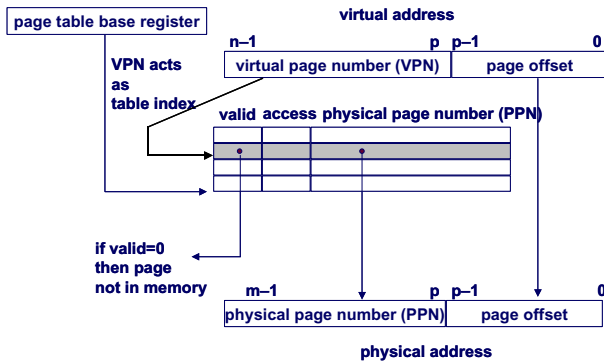 page table base register
virtual address
n–1 p p–1 0
virtual page number (VPN) page offset
VPN acts
as
table index
valid access physical page number (PPN)
if valid=0
then page
not in memory
m–1 p p–1 0
physical page number (PPN) page offset
physical address